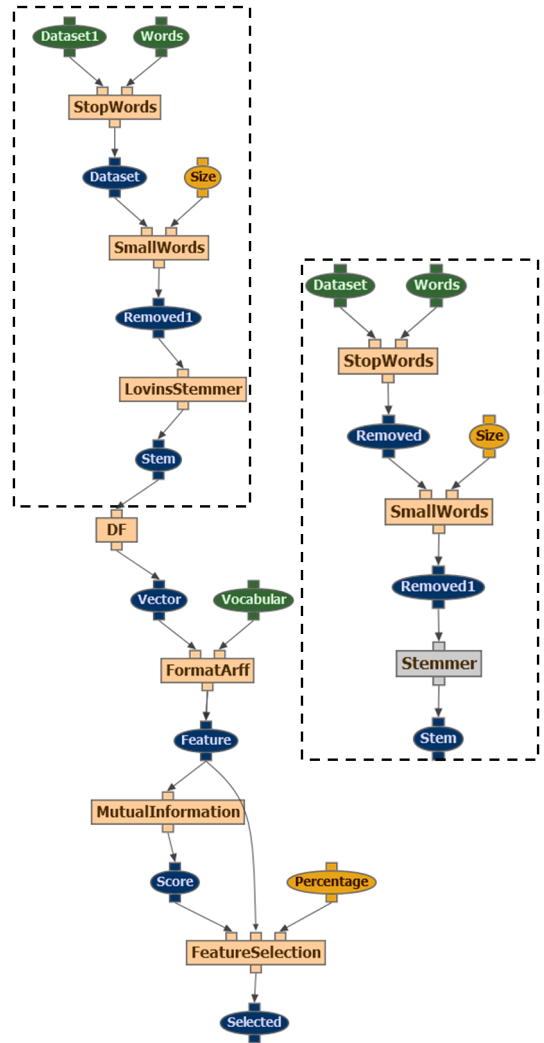 Dataset1
Words
StopWords
Dataset
Size
SmallWords
Removed1
LovinsStemmer
Stem
DF
Vector
Vocabular
FormatArff
Feature
MutualInformation
Score
Percentage
FeatureSelection
Selected
Dataset
Words
StopWords
Removed
Size
SmallWords
Removed1
Stemmer
Stem